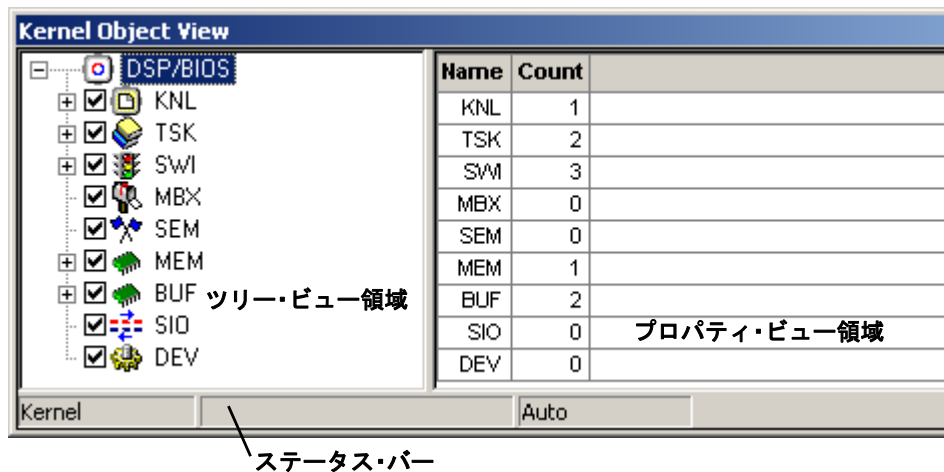 Kernel Object View
DSP/BIOS
KNL
TSK
SWI
MBX
SEM
MEM
BUF
SIO
DEV
ツリー・ビュー領域
Name Count
KNL 1
TSK 2
SWI 3
MBX 0
SEM 0
MEM 1
BUF 2
SIO 0
DEV 0
プロパティ・ビュー領域
Kernel
Auto
ステータス・バー